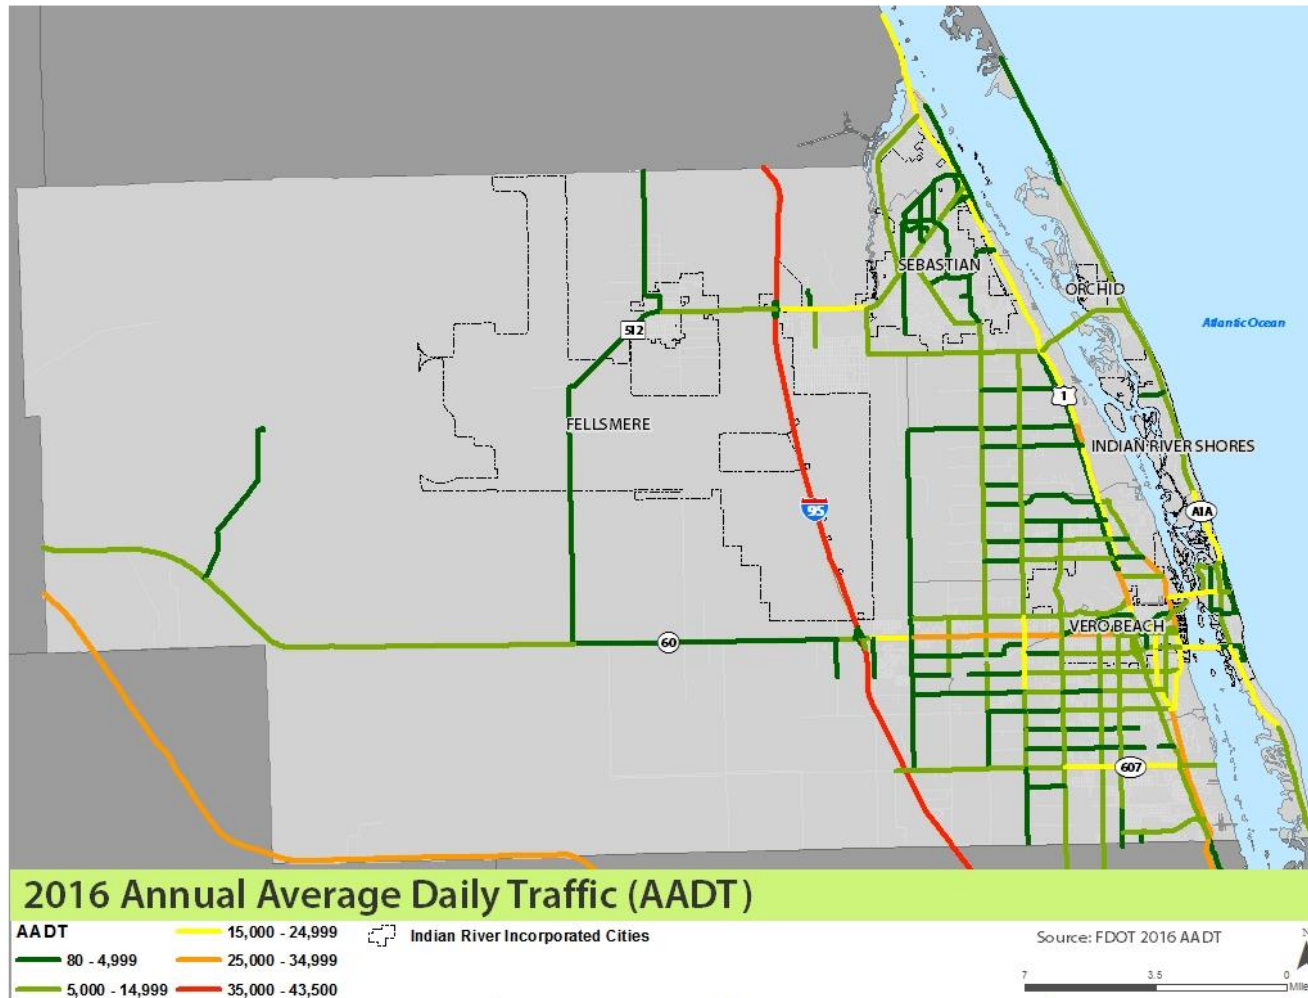 SEBASTIAN
ORCHID
Atlantic Ocean
512
1
FELLSMERE
INDIAN RIVER SHORES
95
A1A
VERO BEACH
60
607
2016 Annual Average Daily Traffic (AADT)
AADT
80 - 4,999
5,000 - 14,999
15,000 - 24,999
25,000 - 34,999
35,000 - 43,500
Indian River Incorporated Cities
Source: FDOT 2016 AADT
N
7 3.5 0
Miles